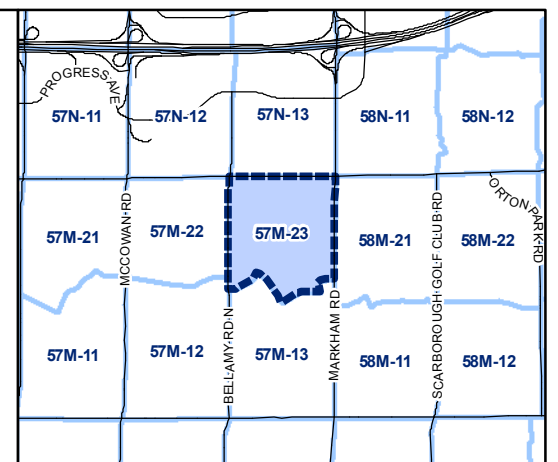 PROGRESS AVE
57N-11
57N-12
57N-13
58N-11
58N-12
57M-21
MCCOWAN RD
57M-22
57M-23
58M-21
SCARBOROUGH GOLF CLUB RD
58M-22
ORTON PARK RD
57M-11
57M-12
BELLAMY RD N
57M-13
MARKHAM RD
58M-11
58M-12